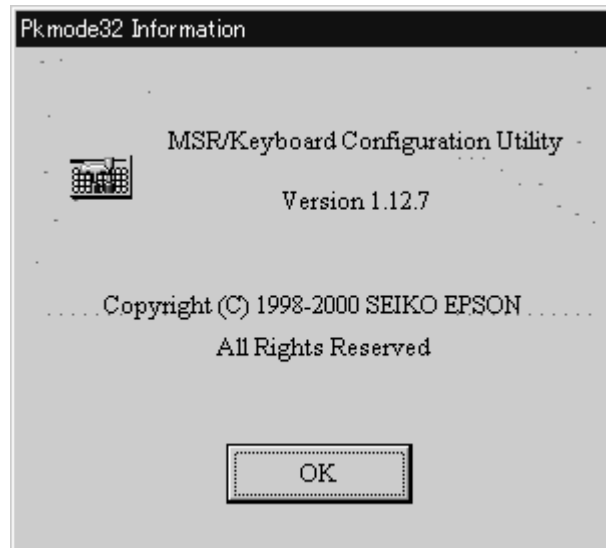 Pkmode32 Information
MSR/Keyboard Configuration Utility
Version 1.12.7
Copyright (C) 1998-2000 SEIKO EPSON
All Rights Reserved
OK